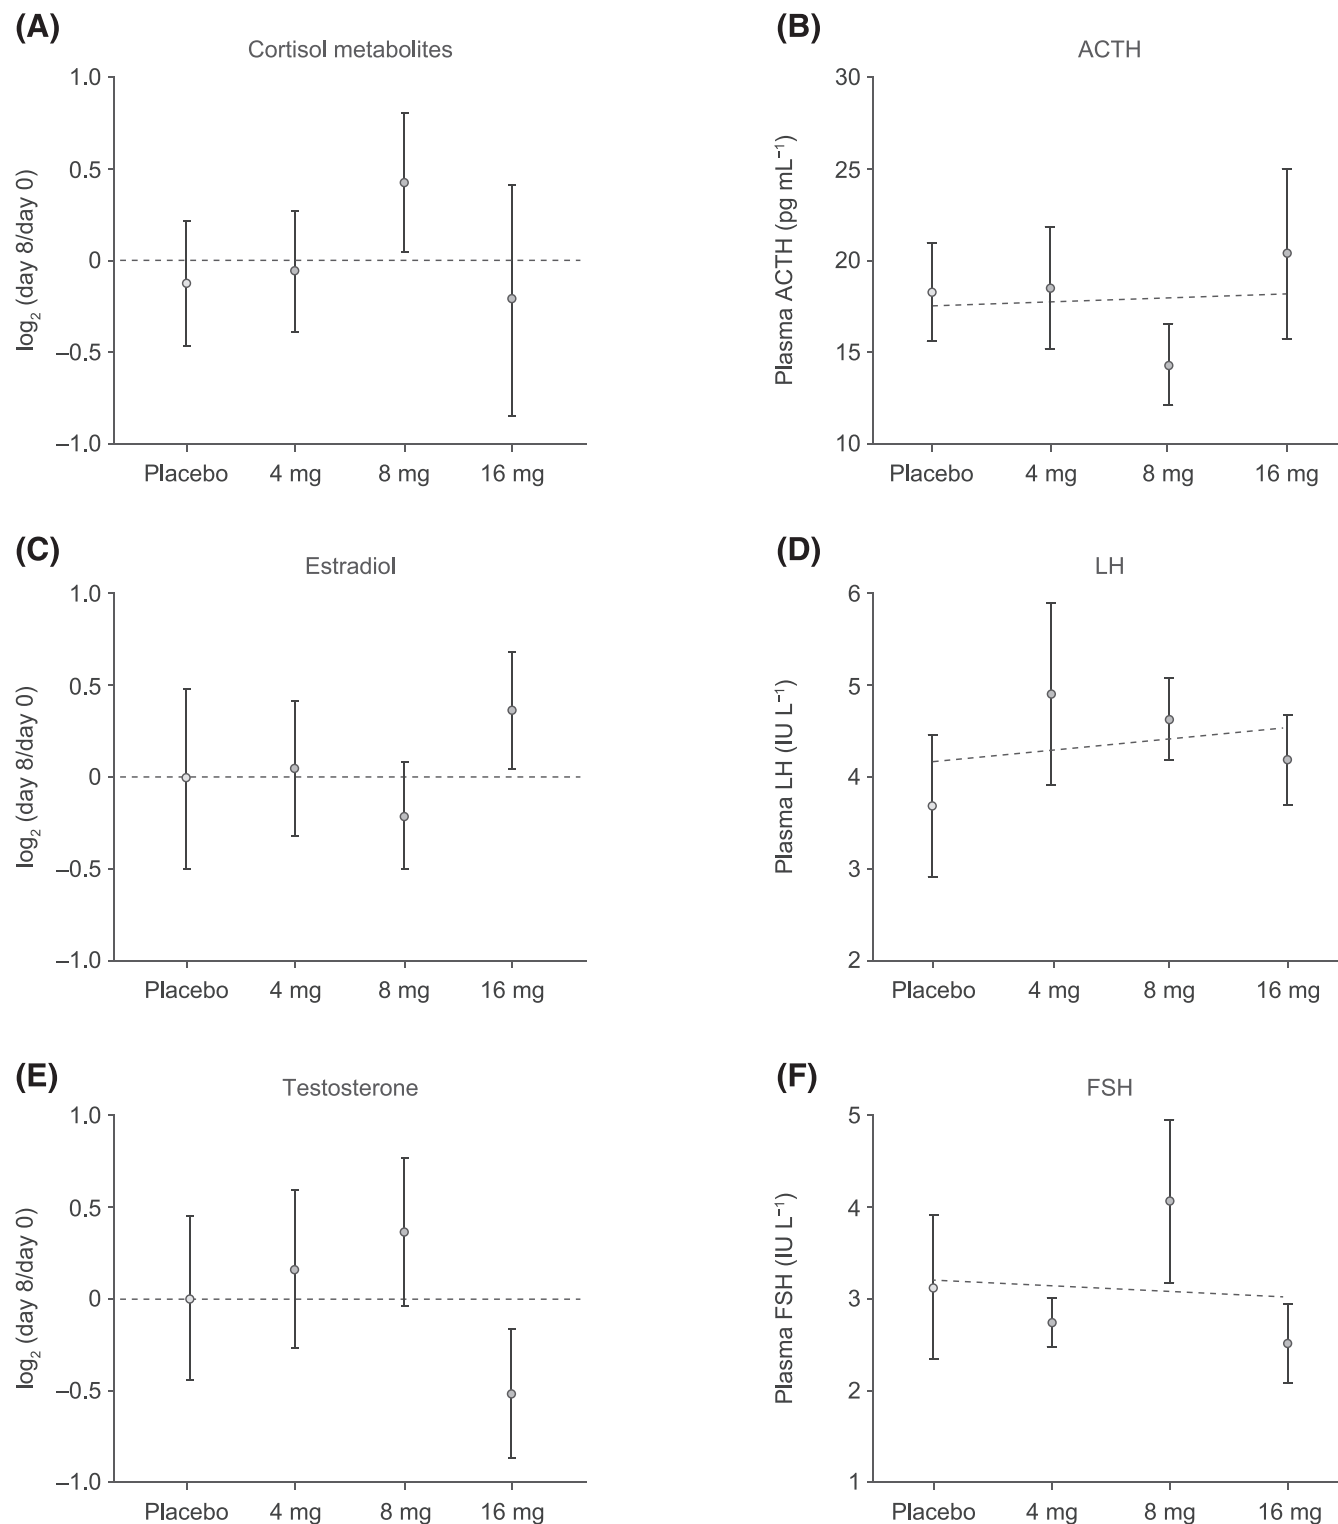 (A)
Cortisol metabolites
1.0
0.5
0
–0.5
–1.0
log₂ (day 8/day 0)
Placebo 4 mg 8 mg 16 mg
(B)
ACTH
30
25
20
15
10
Plasma ACTH (pg mL⁻¹)
Placebo 4 mg 8 mg 16 mg
(C)
Estradiol
1.0
0.5
0
–0.5
–1.0
log₂ (day 8/day 0)
Placebo 4 mg 8 mg 16 mg
(D)
LH
6
5
4
3
2
Plasma LH (IU L⁻¹)
Placebo 4 mg 8 mg 16 mg
(E)
Testosterone
1.0
0.5
0
–0.5
–1.0
log₂ (day 8/day 0)
Placebo 4 mg 8 mg 16 mg
(F)
FSH
5
4
3
2
1
Plasma FSH (IU L⁻¹)
Placebo 4 mg 8 mg 16 mg